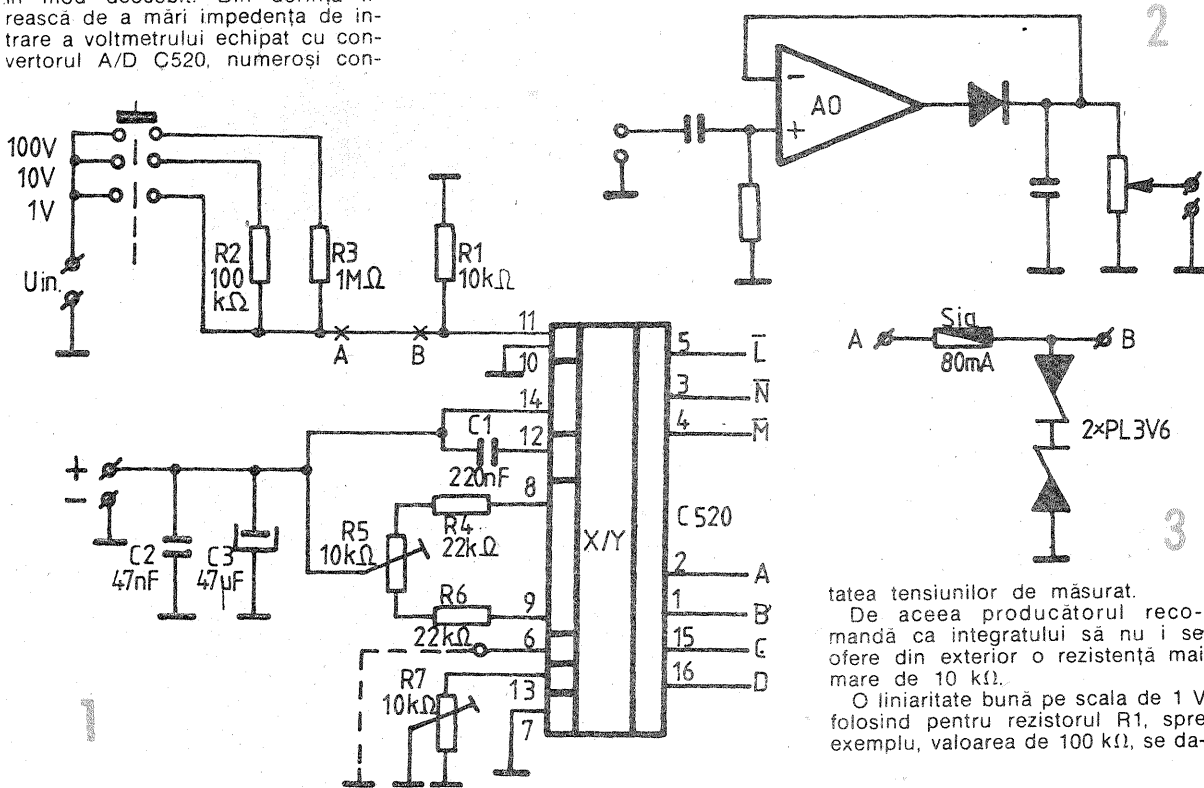 in mod deosebit. Din dorința fi-
rească de a mări impedența de in-
trare a voltmetrului echipat cu con-
vertorul A/D C520, numeroși con-
2
AO
−
+
100V
10V
1V
Uin.
R2
100
kΩ
R3
1MΩ
R1
10kΩ
A
B
11
10
14
12
8
9
6
13
7
C1
220nF
+
−
C2
47nF
C3
47µF
R5
10kΩ
R4
22kΩ
R6
22kΩ
R7
10kΩ
X/Y
C520
5 L̅
3 N̅
4 M̅
2 A
1 B
15 C
16 D
1
A
Sig
80mA
B
2×PL3V6
3
tatea tensiunilor de măsurat.
De aceea producătorul reco-
mandă ca integratului să nu i se
ofere din exterior o rezistență mai
mare de 10 kΩ.
O liniaritate bună pe scala de 1 V
folosind pentru rezistorul R1, spre
exemplu, valoarea de 100 kΩ, se da-